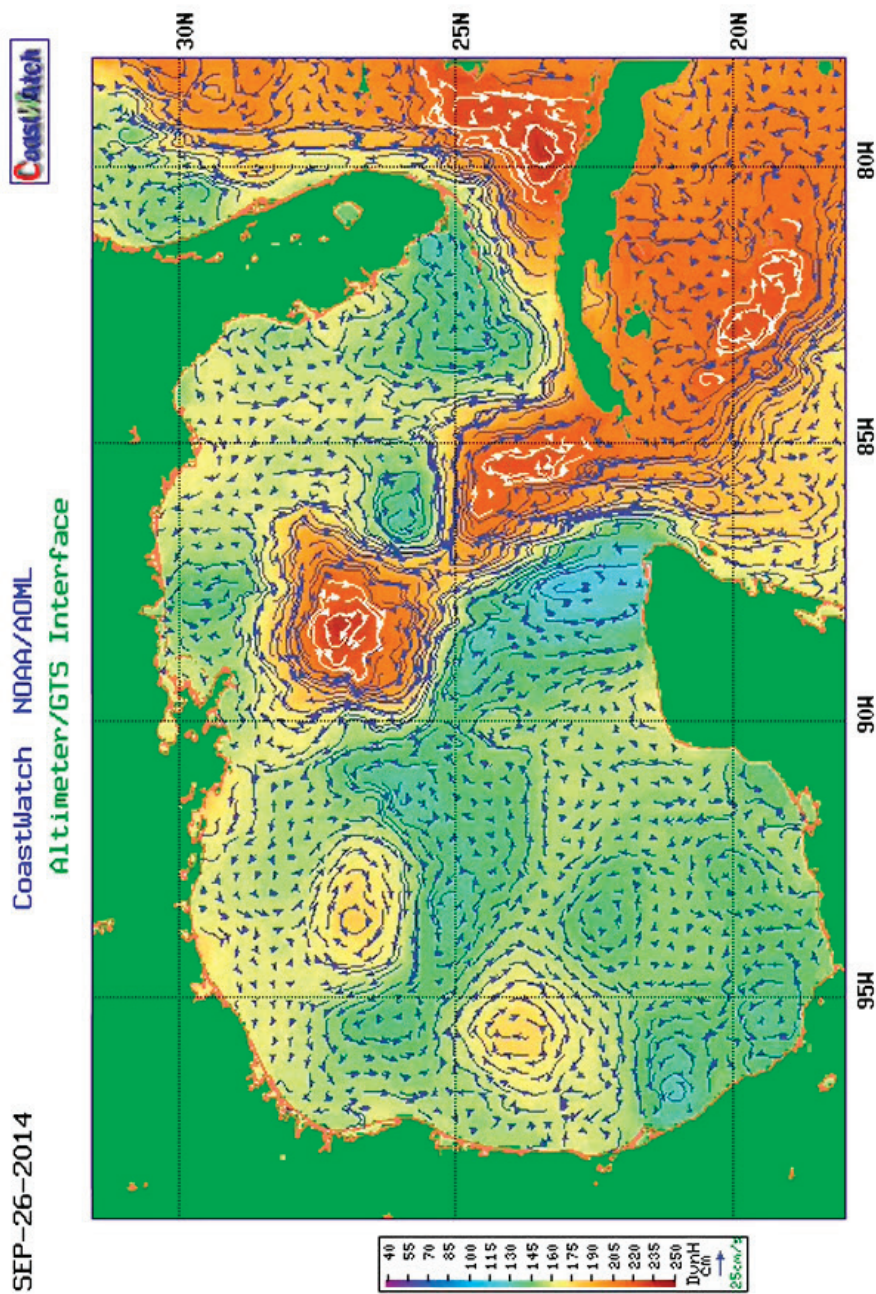 SEP-26-2014
CoastWatch NOAA/AOML
Altimeter/GTS Interface
CoastWatch
30N
25N
20N
95W
90W
85W
80W
40
55
70
85
100
115
130
145
160
175
190
205
220
235
250
DynH
cm
25cm/s